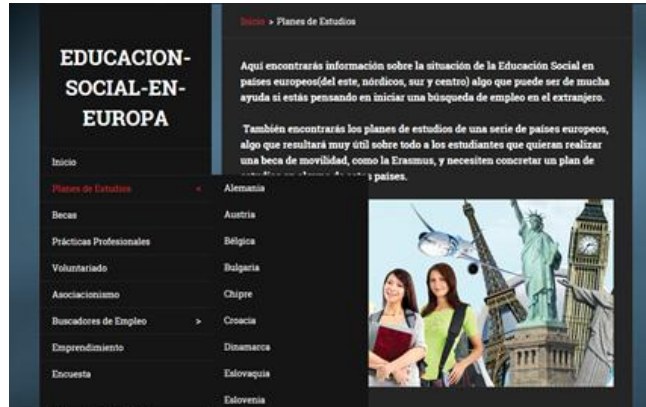 EDUCACION-
SOCIAL-EN-
EUROPA
Inicio
Planes de Estudios <
Becas
Prácticas Profesionales
Voluntariado
Asociacionismo
Buscadores de Empleo >
Emprendimiento
Encuesta
Alemania
Austria
Bélgica
Bulgaria
Chipre
Croacia
Dinamarca
Eslovaquia
Eslovenia
Inicio > Planes de Estudios
Aquí encontrarás información sobre la situación de la Educación Social en
países europeos(del este, nórdicos, sur y centro) algo que puede ser de mucha
ayuda si estás pensando en iniciar una búsqueda de empleo en el extranjero.
También encontrarás los planes de estudios de una serie de países europeos,
algo que resultará muy útil sobre todo a los estudiantes que quieran realizar
una beca de movilidad, como la Erasmus, y necesiten concretar un plan de
países.